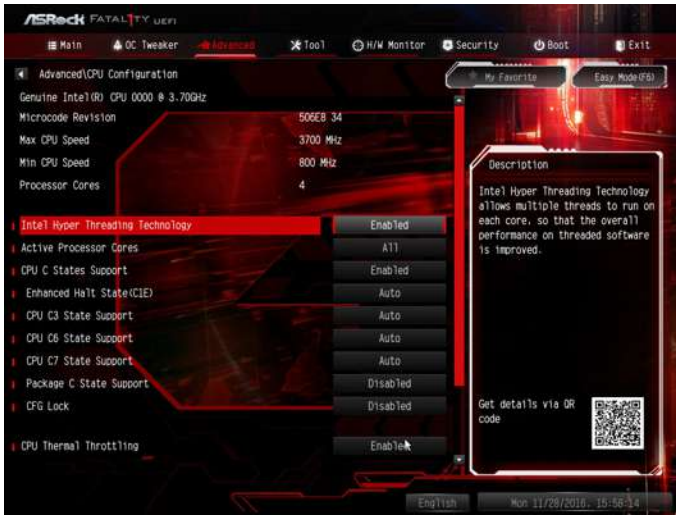 ASRock FATAL1TY UEFI
Main OC Tweaker Advanced Tool H/W Monitor Security Boot Exit
Advanced\CPU Configuration
My Favorite Easy Mode(F6)
Genuine Intel(R) CPU 0000 @ 3.70GHz
Microcode Revision 506E8 34
Max CPU Speed 3700 MHz
Min CPU Speed 800 MHz
Processor Cores 4
Intel Hyper Threading Technology Enabled
Active Processor Cores All
CPU C States Support Enabled
Enhanced Halt State(C1E) Auto
CPU C3 State Support Auto
CPU C6 State Support Auto
CPU C7 State Support Auto
Package C State Support Disabled
CFG Lock Disabled
CPU Thermal Throttling Enabled
Description
Intel Hyper Threading Technology
allows multiple threads to run on
each core, so that the overall
performance on threaded software
is improved.
Get details via QR
code
English Mon 11/28/2016. 15:56:14